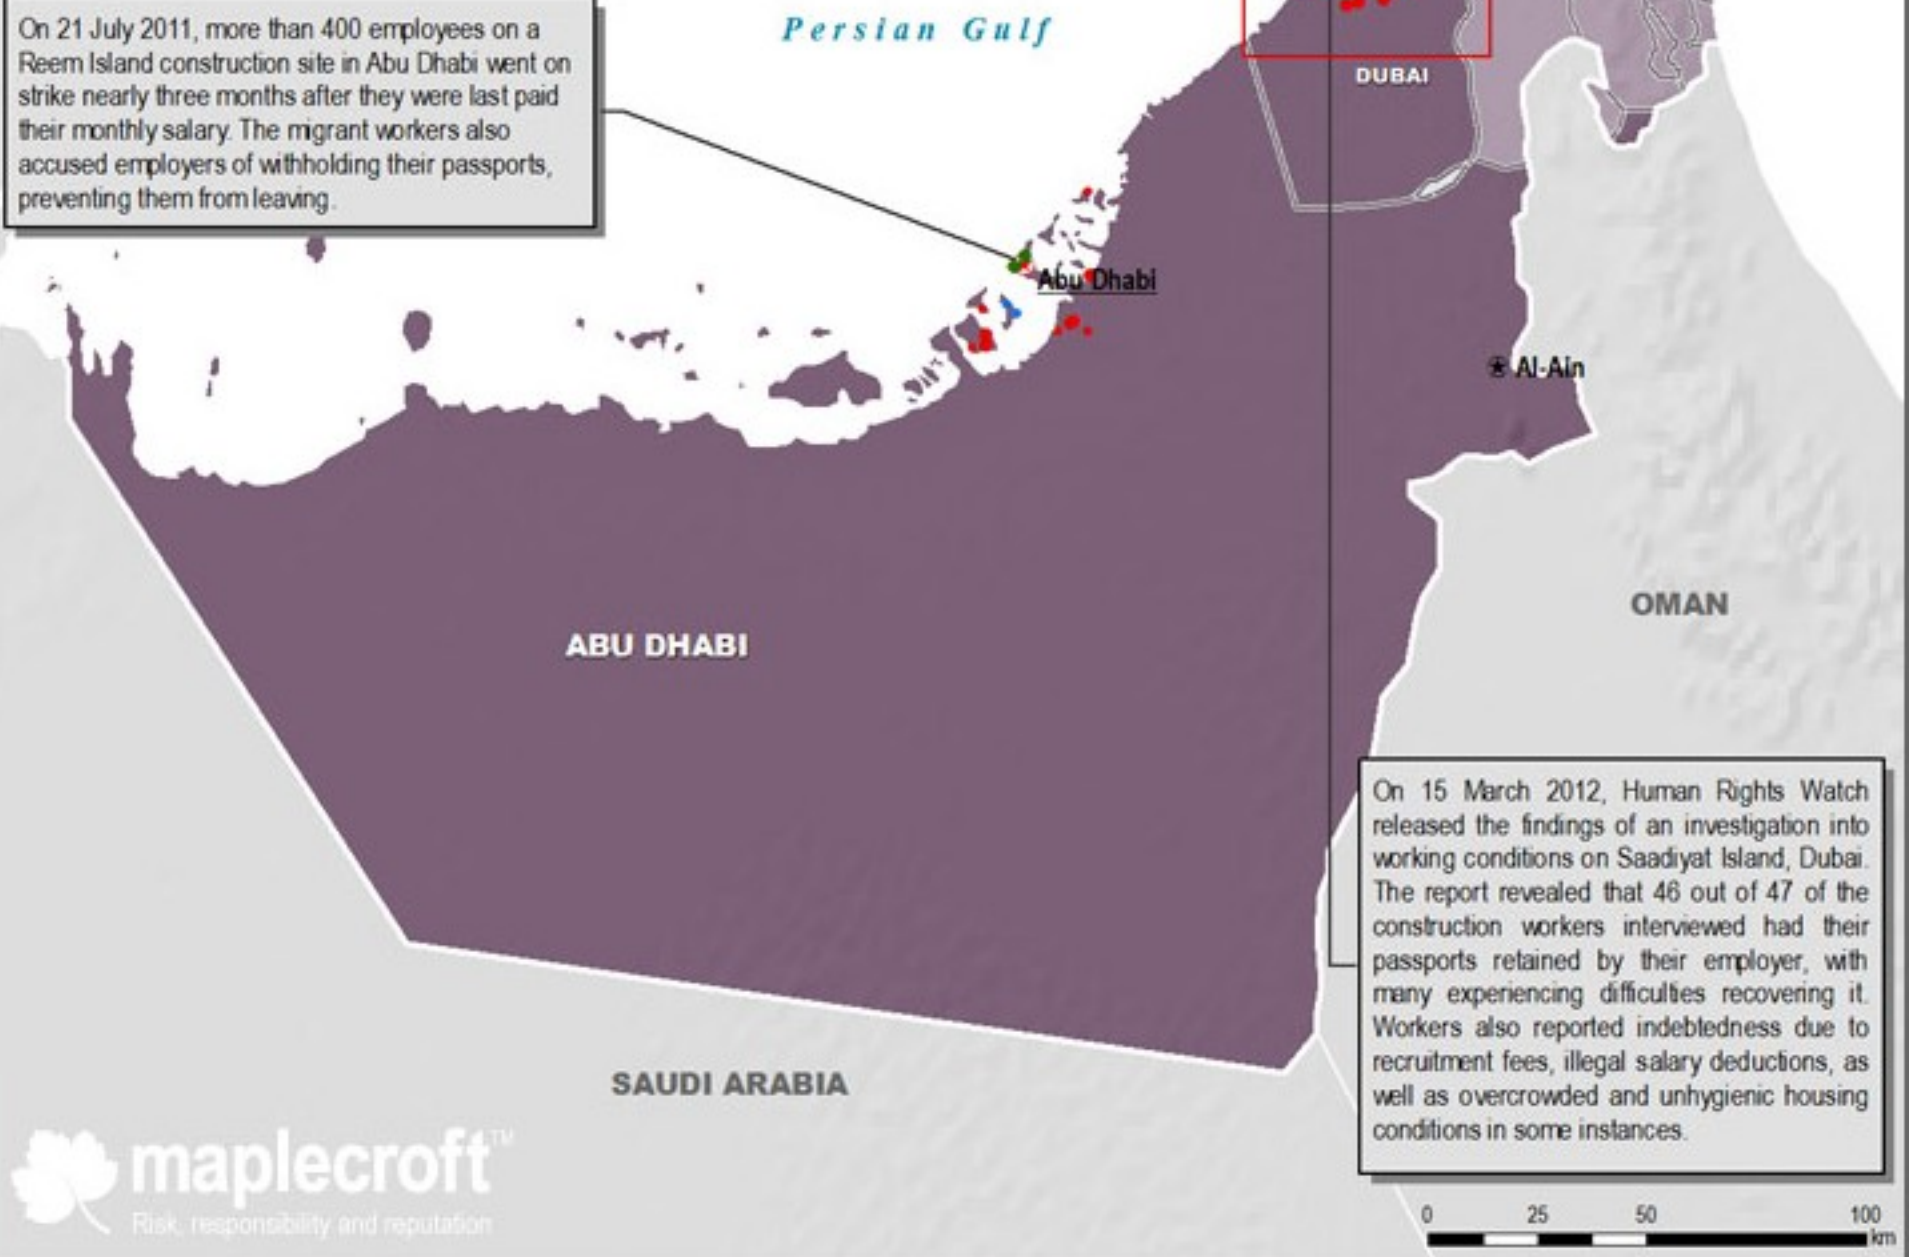 On 21 July 2011, more than 400 employees on a
Reem Island construction site in Abu Dhabi went on
strike nearly three months after they were last paid
their monthly salary. The migrant workers also
accused employers of withholding their passports,
preventing them from leaving.
Persian Gulf
DUBAI
Abu Dhabi
Al-Ain
OMAN
ABU DHABI
SAUDI ARABIA
On 15 March 2012, Human Rights Watch
released the findings of an investigation into
working conditions on Saadiyat Island, Dubai.
The report revealed that 46 out of 47 of the
construction workers interviewed had their
passports retained by their employer, with
many experiencing difficulties recovering it.
Workers also reported indebtedness due to
recruitment fees, illegal salary deductions, as
well as overcrowded and unhygienic housing
conditions in some instances.
maplecroft™
Risk, responsibility and reputation
0 25 50 100
km